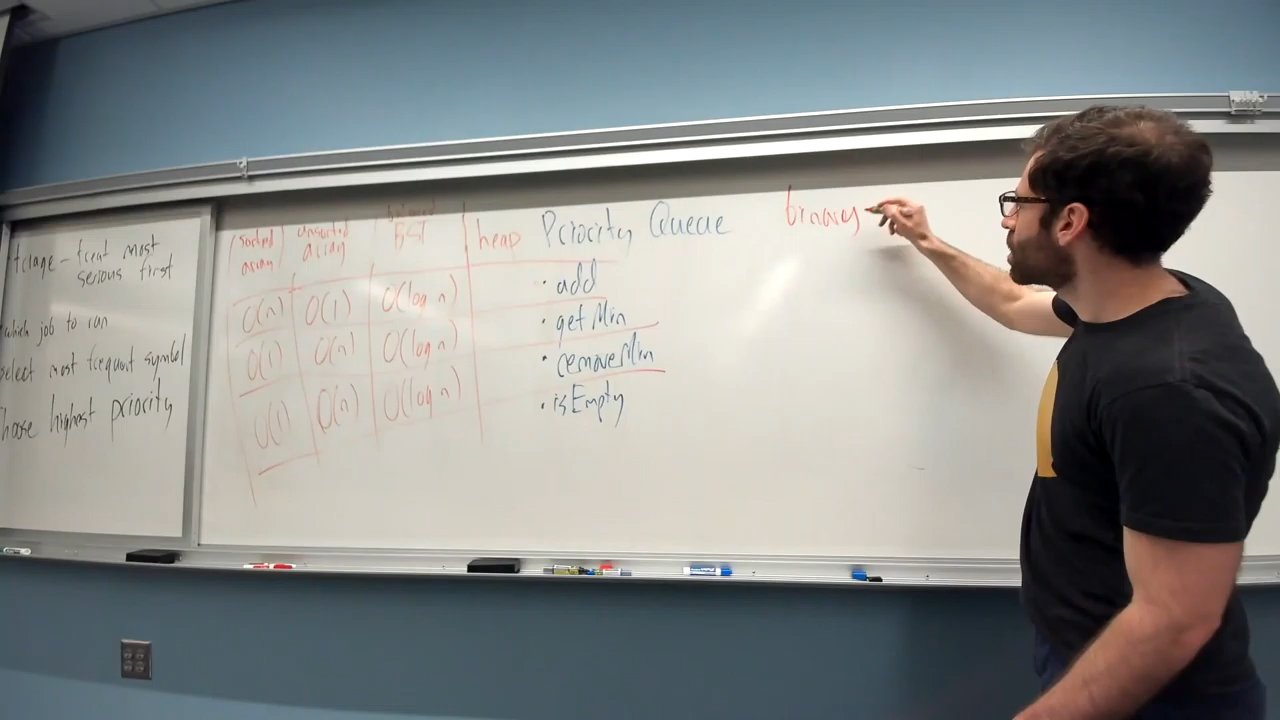 triage - treat most
serious first
which job to run
select most frequent symbol
choose highest priority
sorted
array
unsorted
array
balanced
BST
heap
Priority Queue
binary
O(n) O(1) O(log n)
• add
O(1) O(n) O(log n)
• getMin
O(1) O(n) O(log n)
• removeMin
• isEmpty